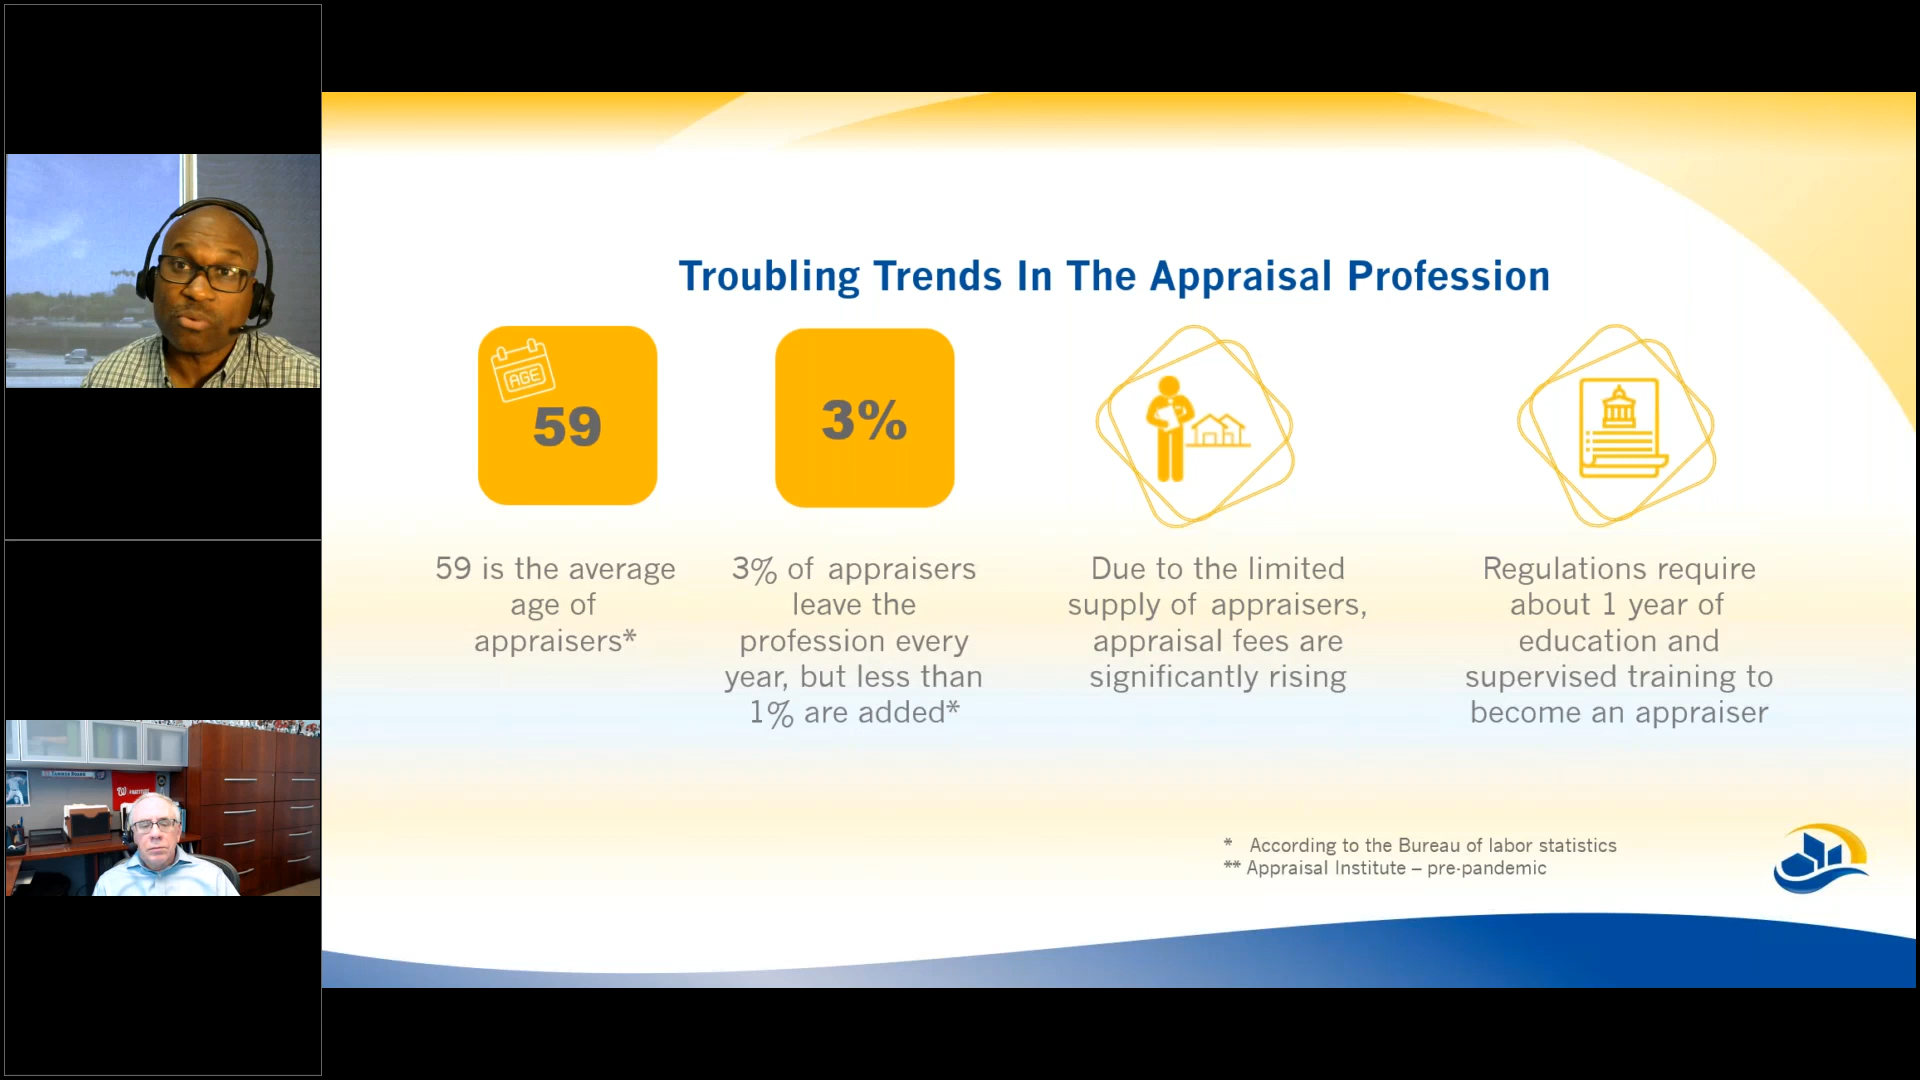 Troubling Trends In The Appraisal Profession
AGE
59
3%
59 is the average
age of
appraisers*
3% of appraisers
leave the
profession every
year, but less than
1% are added*
Due to the limited
supply of appraisers,
appraisal fees are
significantly rising
Regulations require
about 1 year of
education and
supervised training to
become an appraiser
* According to the Bureau of labor statistics
** Appraisal Institute – pre-pandemic
W